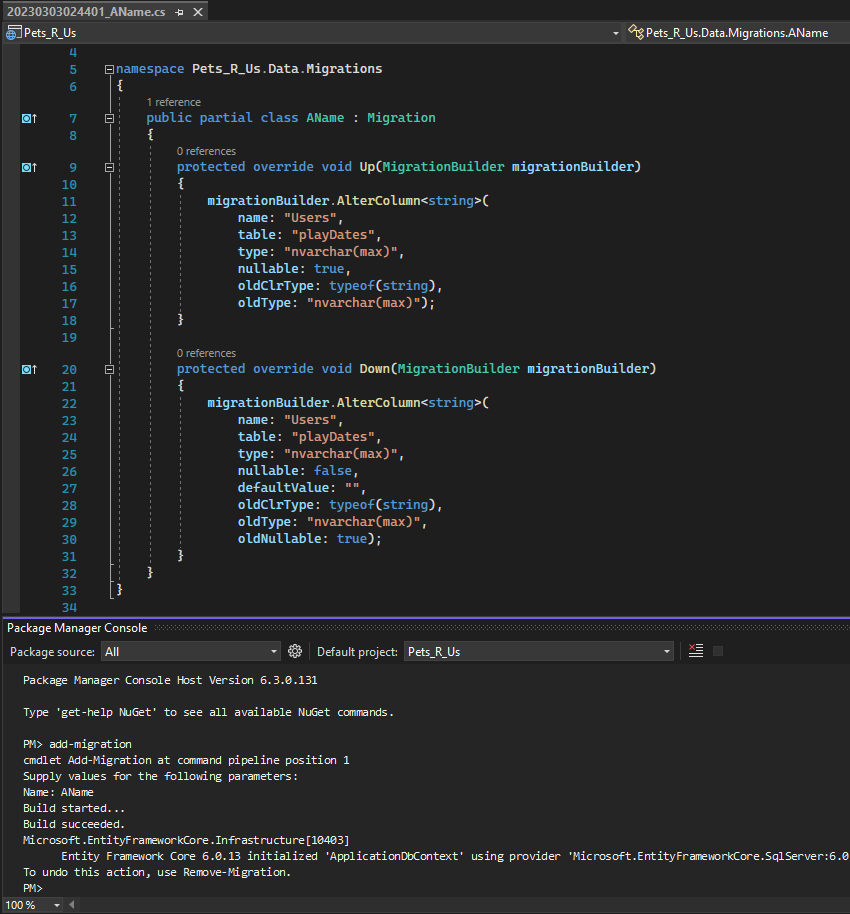 20230303024401_AName.cs
Pets_R_Us
Pets_R_Us.Data.Migrations.AName
4
5 namespace Pets_R_Us.Data.Migrations
6 {
1 reference
7 public partial class AName : Migration
8 {
0 references
9 protected override void Up(MigrationBuilder migrationBuilder)
10 {
11 migrationBuilder.AlterColumn<string>(
12 name: "Users",
13 table: "playDates",
14 type: "nvarchar(max)",
15 nullable: true,
16 oldClrType: typeof(string),
17 oldType: "nvarchar(max)");
18 }
19
0 references
20 protected override void Down(MigrationBuilder migrationBuilder)
21 {
22 migrationBuilder.AlterColumn<string>(
23 name: "Users",
24 table: "playDates",
25 type: "nvarchar(max)",
26 nullable: false,
27 defaultValue: "",
28 oldClrType: typeof(string),
29 oldType: "nvarchar(max)",
30 oldNullable: true);
31 }
32 }
33 }
34
Package Manager Console
Package source: All Default project: Pets_R_Us
Package Manager Console Host Version 6.3.0.131
Type 'get-help NuGet' to see all available NuGet commands.
PM> add-migration
cmdlet Add-Migration at command pipeline position 1
Supply values for the following parameters:
Name: AName
Build started...
Build succeeded.
Microsoft.EntityFrameworkCore.Infrastructure[10403]
Entity Framework Core 6.0.13 initialized 'ApplicationDbContext' using provider 'Microsoft.EntityFrameworkCore.SqlServer:6.0
To undo this action, use Remove-Migration.
PM>
100 %